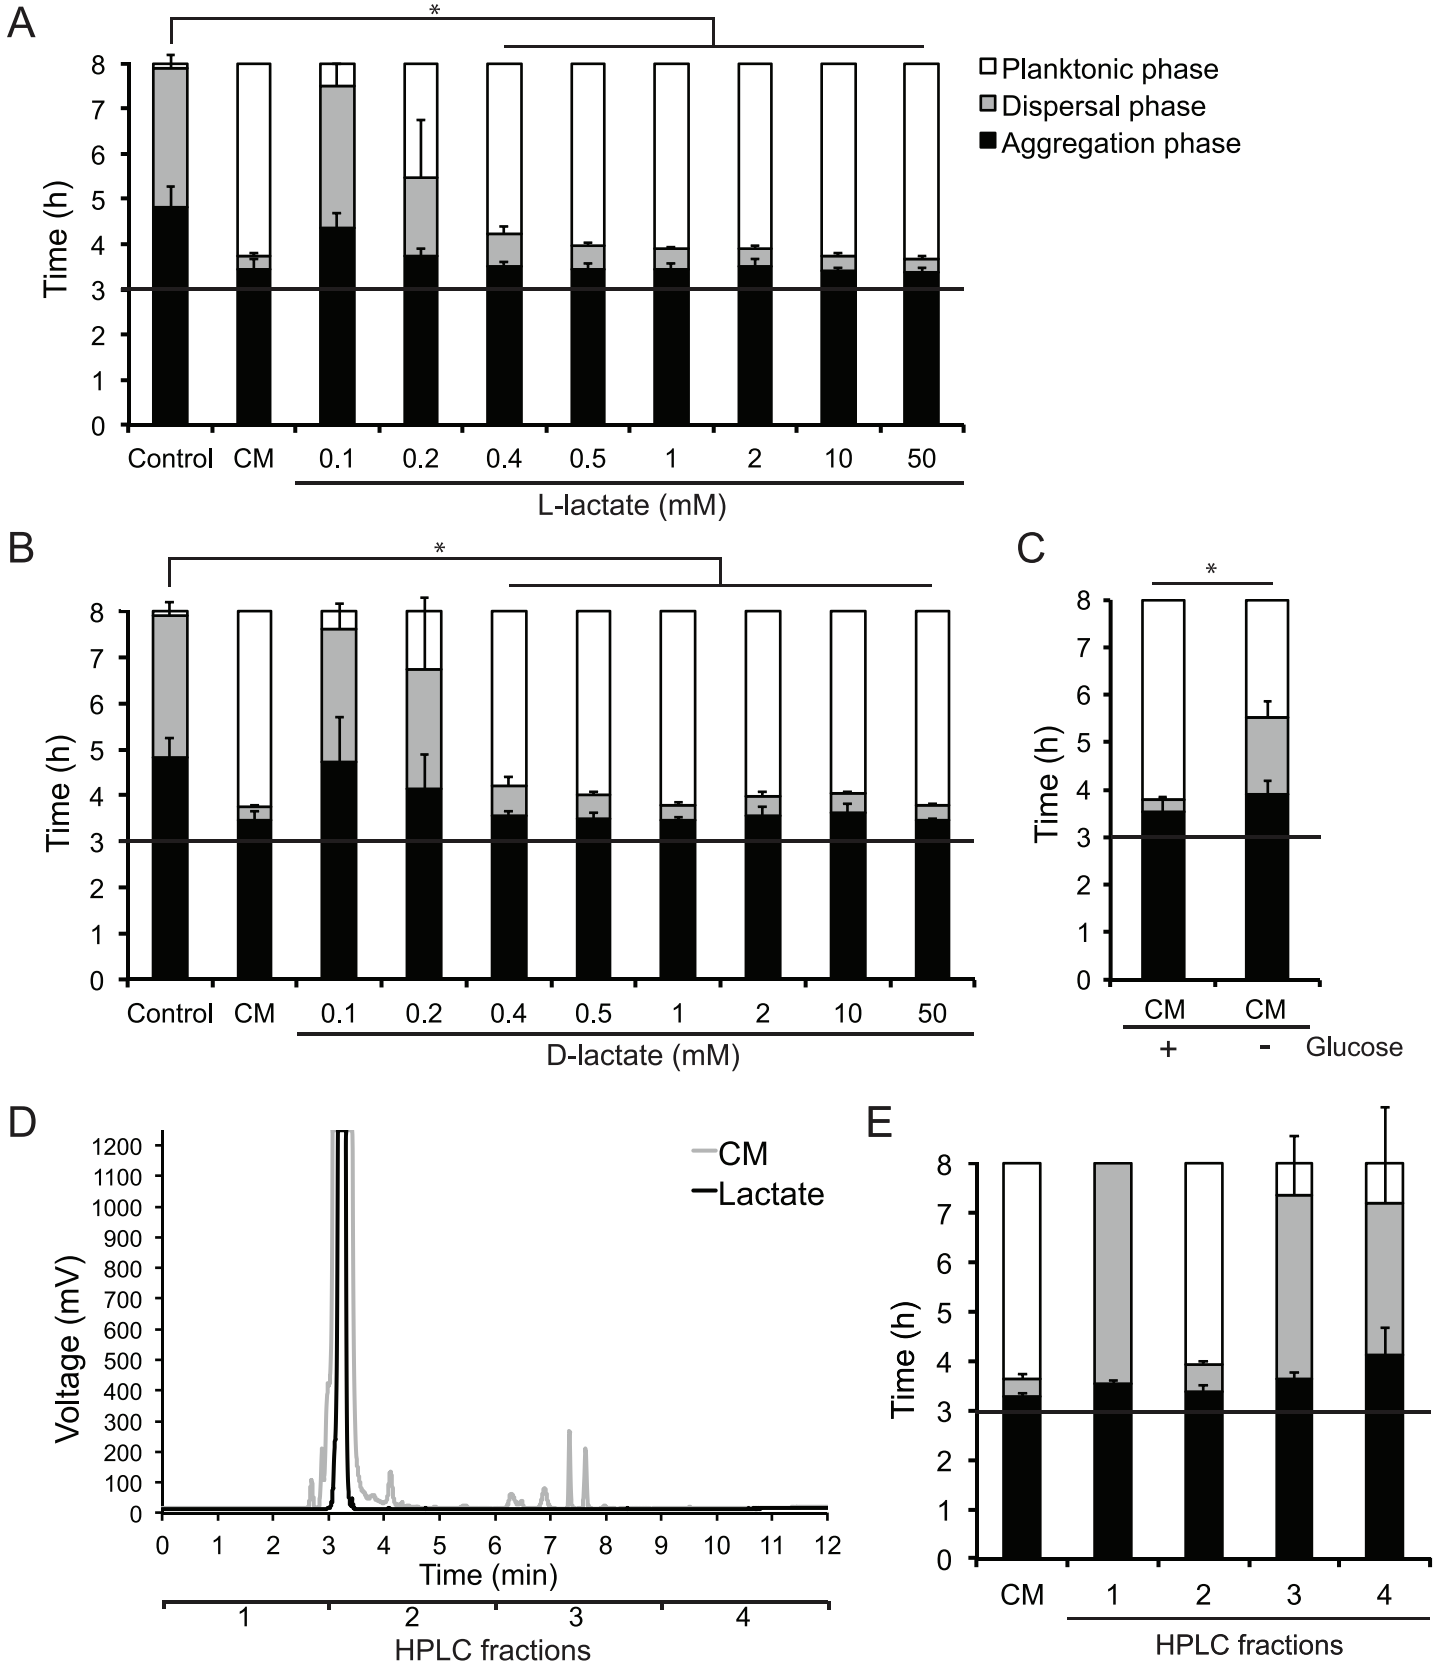 A
*
Planktonic phase
Dispersal phase
Aggregation phase
8
7
6
5
4
3
2
1
0
Time (h)
Control CM 0.1 0.2 0.4 0.5 1 2 10 50
L-lactate (mM)
B
*
8
7
6
5
4
3
2
1
0
Time (h)
Control CM 0.1 0.2 0.4 0.5 1 2 10 50
D-lactate (mM)
C
*
8
7
6
5
4
3
2
1
0
Time (h)
CM CM
+ - Glucose
D
1200
1100
1000
900
800
700
600
500
400
300
200
100
0
Voltage (mV)
CM
Lactate
0 1 2 3 4 5 6 7 8 9 10 11 12
Time (min)
1 2 3 4
HPLC fractions
E
8
7
6
5
4
3
2
1
0
Time (h)
CM 1 2 3 4
HPLC fractions